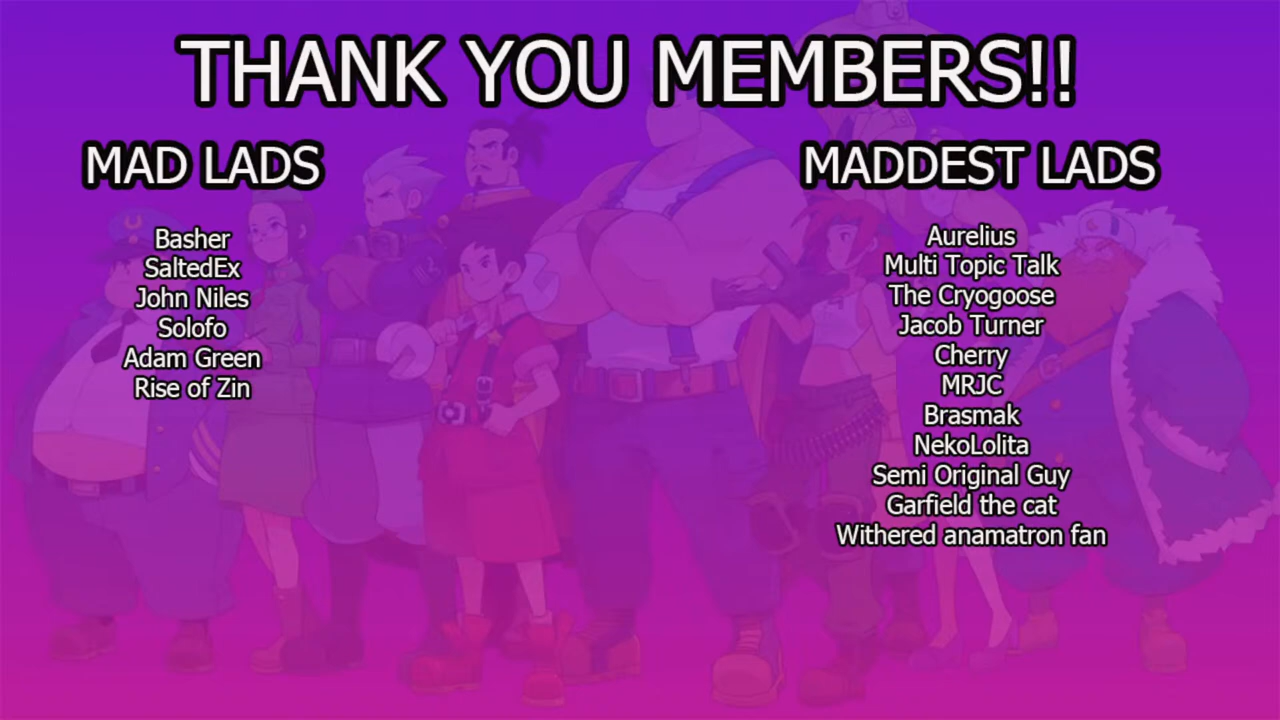 THANK YOU MEMBERS!!
MAD LADS
Basher
SaltedEx
John Niles
Solofo
Adam Green
Rise of Zin
MADDEST LADS
Aurelius
Multi Topic Talk
The Cryogoose
Jacob Turner
Cherry
MRJC
Brasmak
NekoLolita
Semi Original Guy
Garfield the cat
Withered anamatron fan